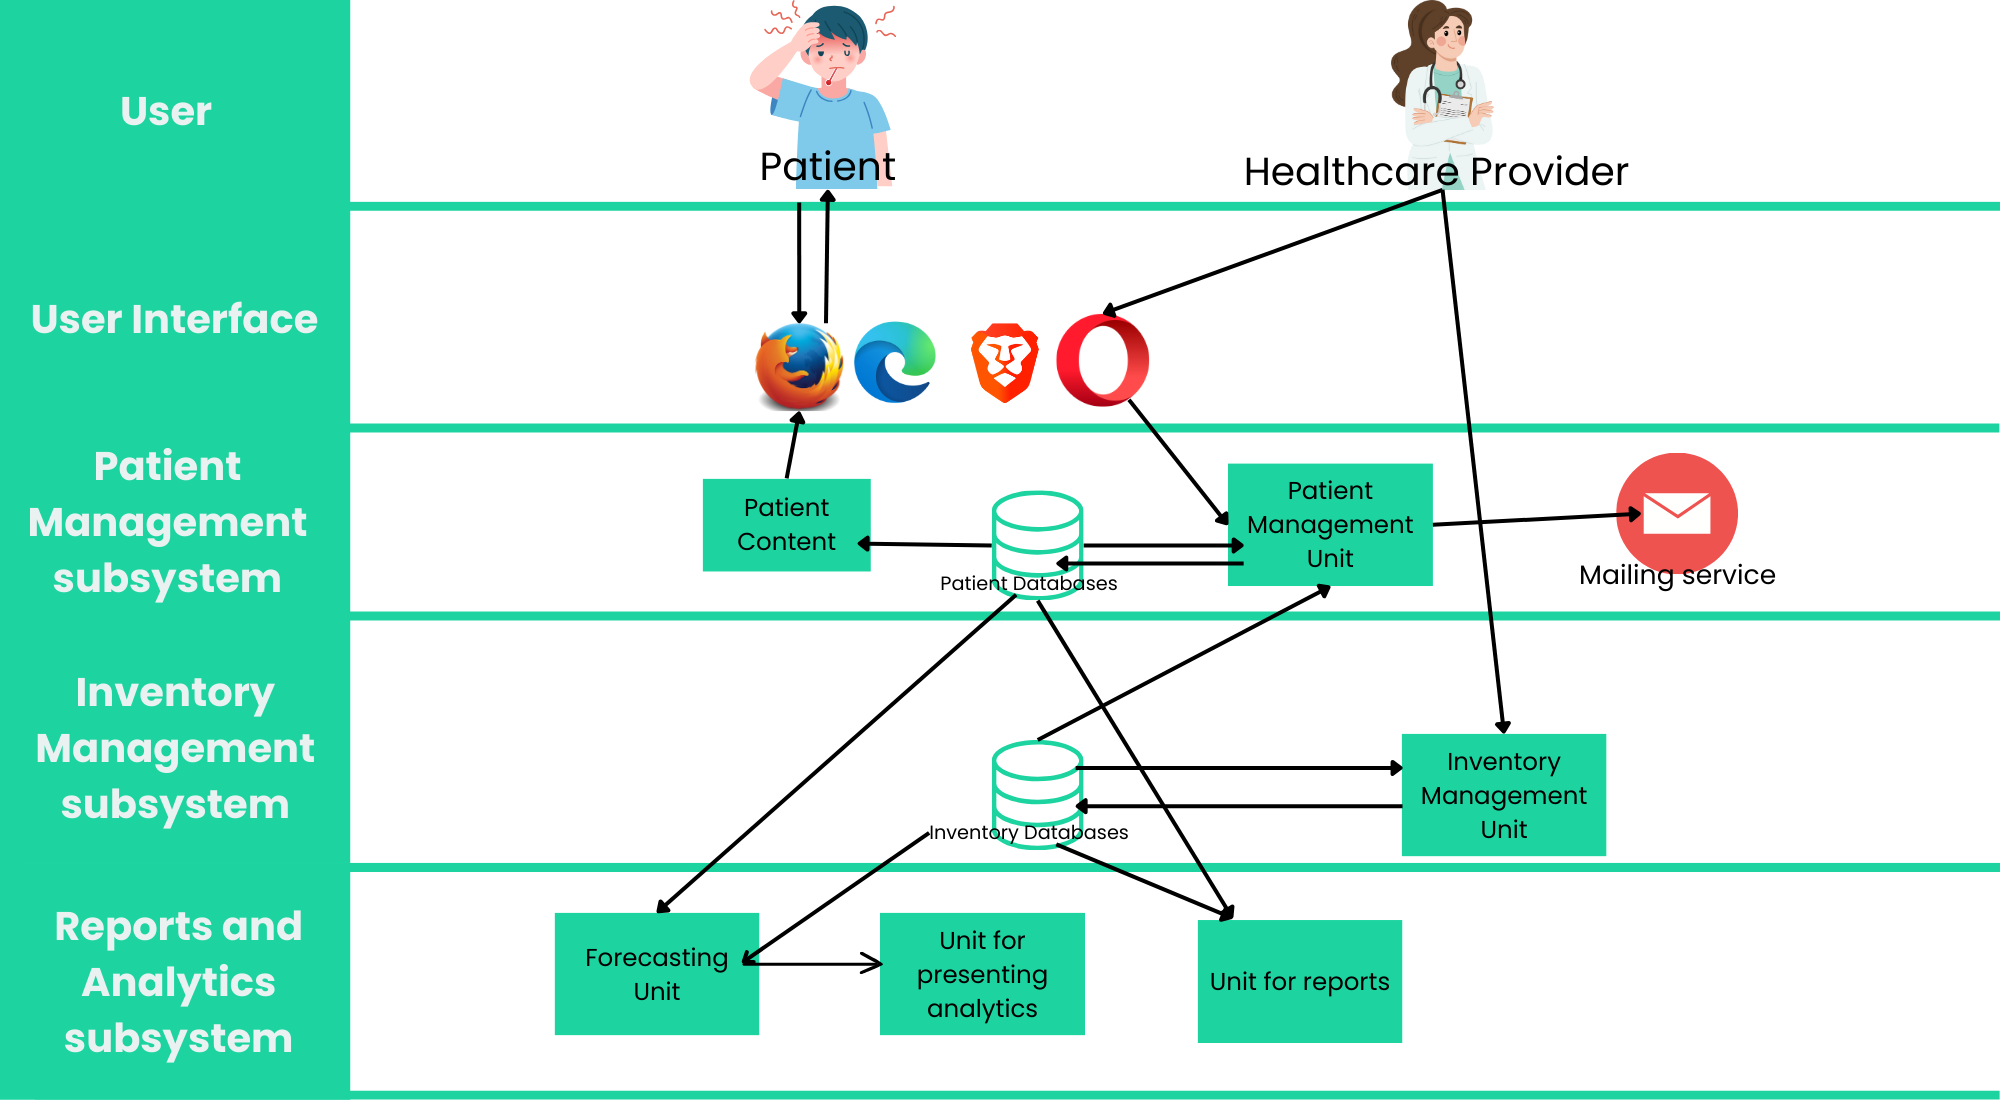 User
Patient
Healthcare Provider
User Interface
Patient
Management
subsystem
Patient
Content
Patient Databases
Patient
Management
Unit
Mailing service
Inventory
Management
subsystem
Inventory Databases
Inventory
Management
Unit
Reports and
Analytics
subsystem
Forecasting
Unit
Unit for
presenting
analytics
Unit for reports